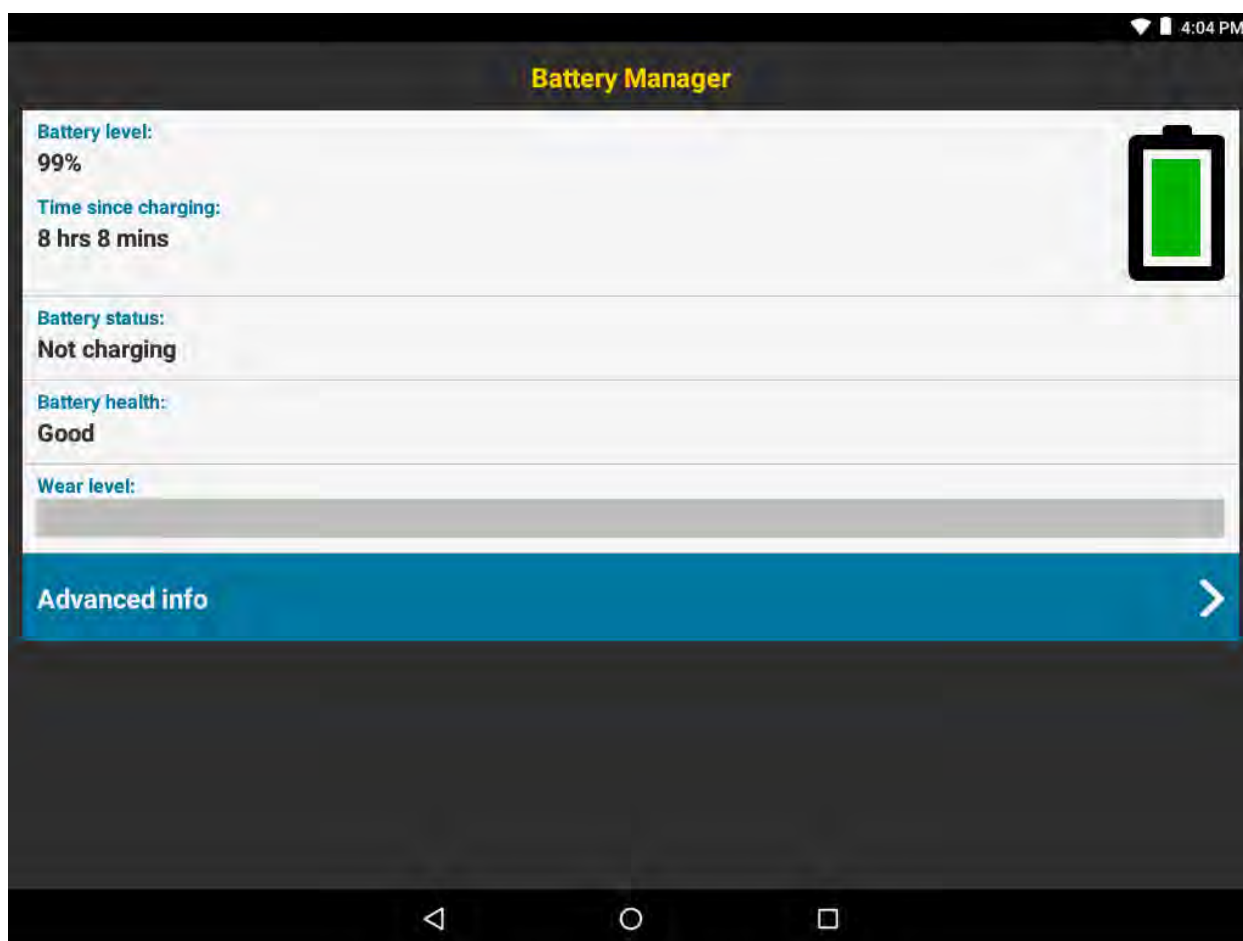 4:04 PM
Battery Manager
Battery level:
99%
Time since charging:
8 hrs 8 mins
Battery status:
Not charging
Battery health:
Good
Wear level:
Advanced info